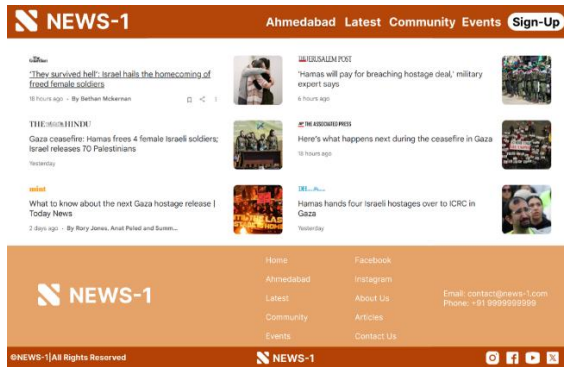 NEWS-1
Ahmedabad Latest Community Events Sign-Up
'They survived hell': Israel hails the homecoming of
freed female soldiers
18 hours ago - By Bethan Mckernan
THE HINDU
Gaza ceasefire: Hamas frees 4 female Israeli soldiers;
Israel releases 70 Palestinians
Yesterday
mint
What to know about the next Gaza hostage release |
Today News
2 days ago - By Rory Jones, Anat Peled and Summ...
THE JERUSALEM POST
'Hamas will pay for breaching hostage deal,' military
expert says
6 hours ago
THE ASSOCIATED PRESS
Here's what happens next during the ceasefire in Gaza
19 hours ago
Hamas hands four Israeli hostages over to ICRC in
Gaza
Yesterday
NEWS-1
Home
Ahmedabad
Latest
Community
Events
Facebook
Instagram
About Us
Articles
Contact Us
Email: contact@news-1.com
Phone: +91 9999999999
©NEWS-1|All Rights Reserved
NEWS-1